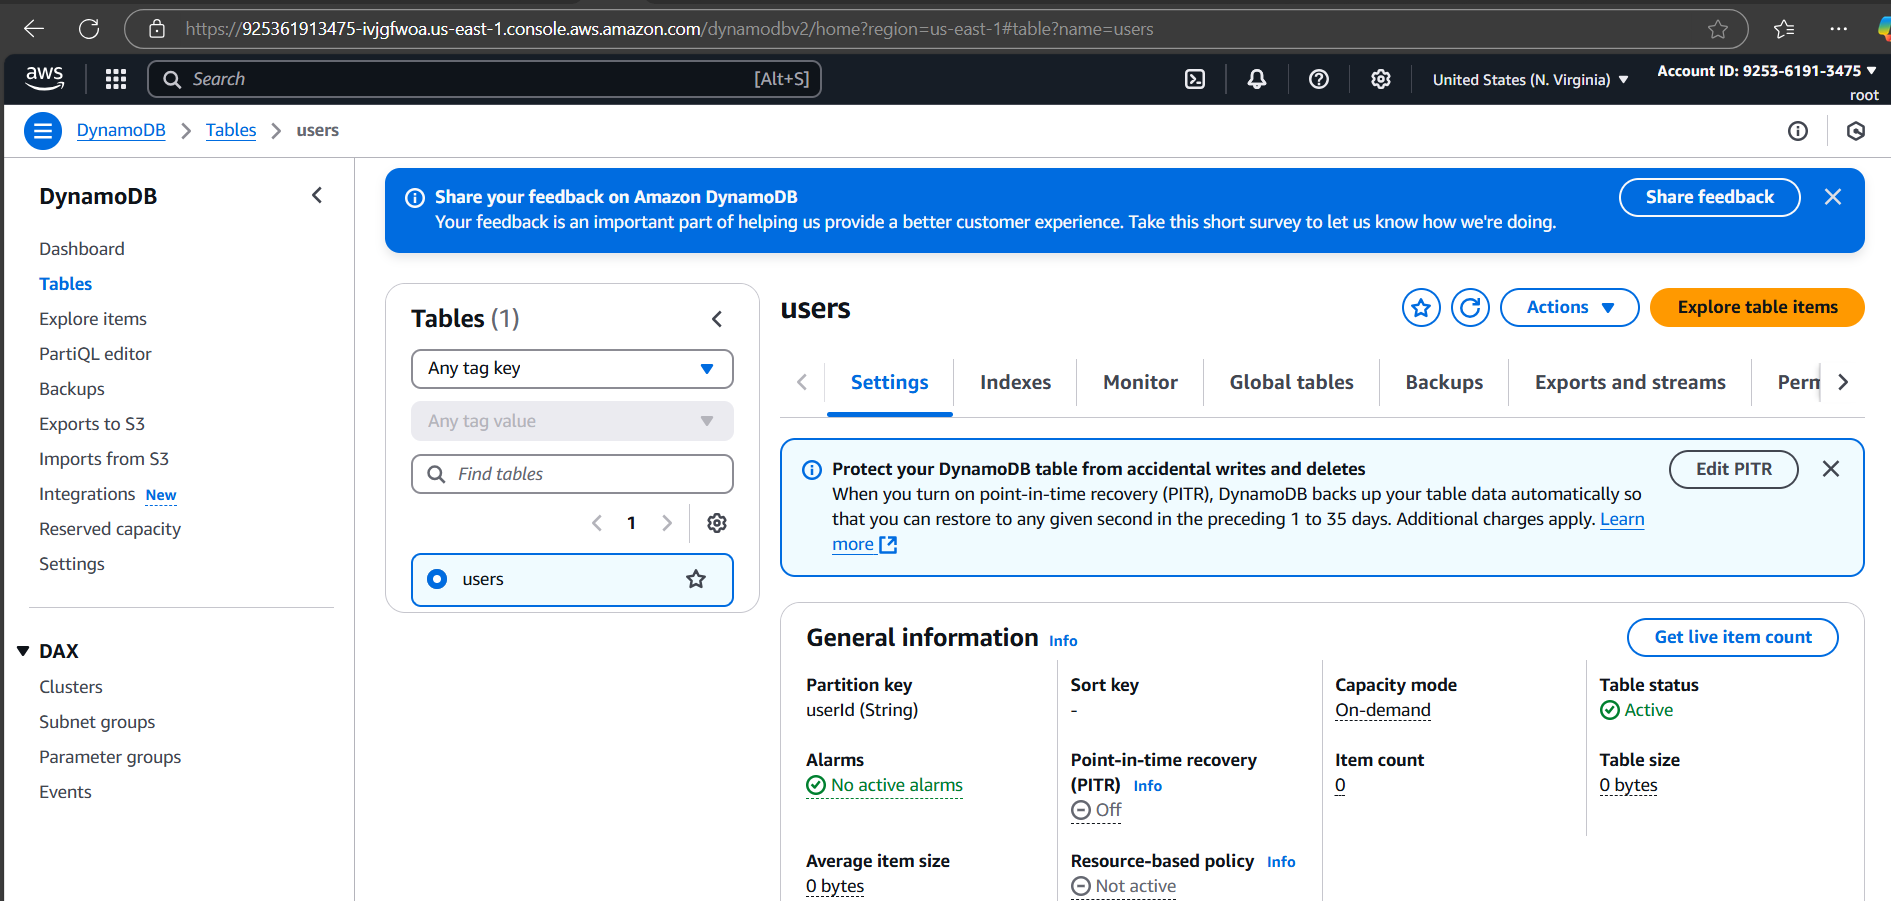 https://925361913475-ivjgfwoa.us-east-1.console.aws.amazon.com/dynamodbv2/home?region=us-east-1#table?name=users
aws
Search [Alt+S]
United States (N. Virginia)
Account ID: 9253-6191-3475
root
DynamoDB
Tables
users
DynamoDB
Dashboard
Tables
Explore items
PartiQL editor
Backups
Exports to S3
Imports from S3
Integrations New
Reserved capacity
Settings
DAX
Clusters
Subnet groups
Parameter groups
Events
Share your feedback on Amazon DynamoDB
Your feedback is an important part of helping us provide a better customer experience. Take this short survey to let us know how we're doing.
Share feedback
Tables (1)
Any tag key
Any tag value
Find tables
1
users
users
Actions
Explore table items
Settings
Indexes
Monitor
Global tables
Backups
Exports and streams
Perm
Protect your DynamoDB table from accidental writes and deletes
When you turn on point-in-time recovery (PITR), DynamoDB backs up your table data automatically so
that you can restore to any given second in the preceding 1 to 35 days. Additional charges apply. Learn
more
Edit PITR
General information Info
Get live item count
Partition key
userId (String)
Sort key
-
Capacity mode
On-demand
Table status
Active
Alarms
No active alarms
Point-in-time recovery
(PITR) Info
Off
Item count
0
Table size
0 bytes
Average item size
0 bytes
Resource-based policy Info
Not active